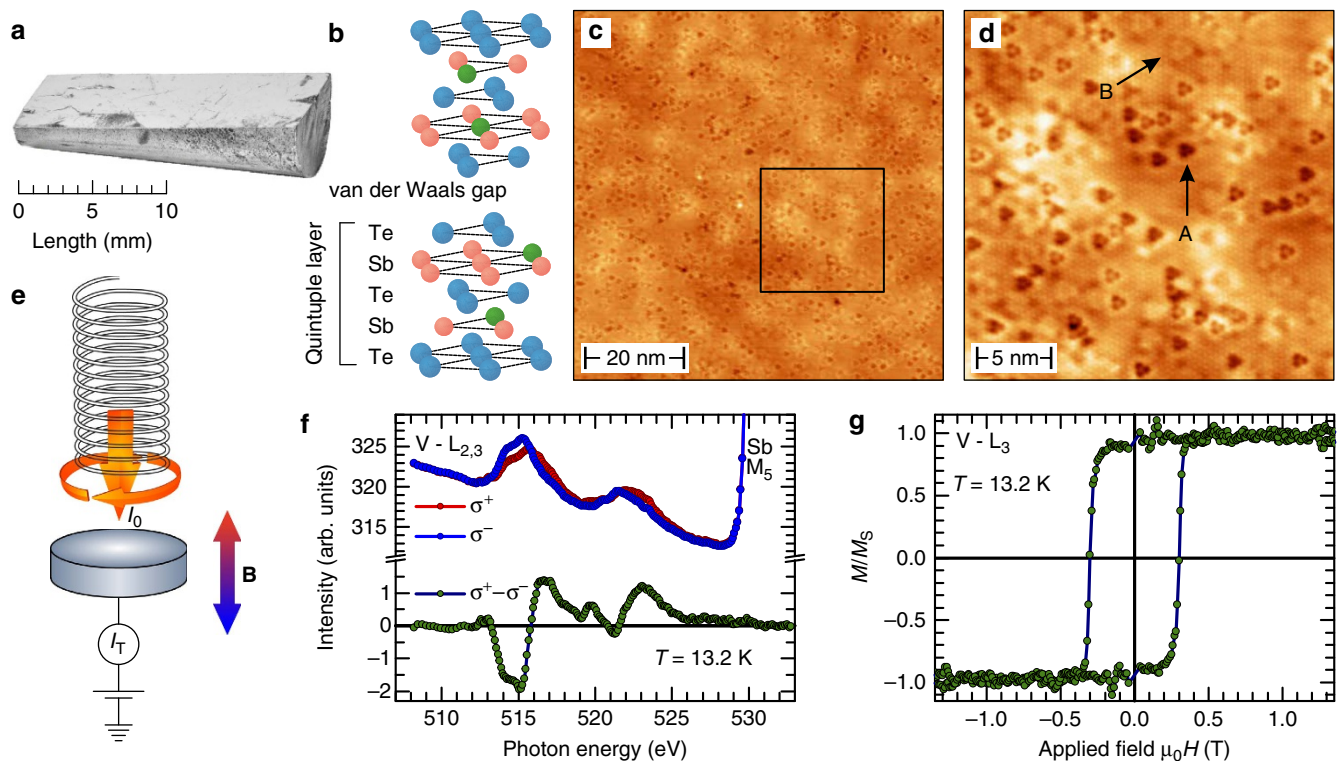 a
0 5 10
Length (mm)
b
van der Waals gap
Quintuple layer
Te
Sb
Te
Sb
Te
c
20 nm
d
B
A
5 nm
e
I0
B
IT
f
V - L2,3
Sb
M5
σ+
σ−
σ+−σ−
T = 13.2 K
325
320
315
1
0
−1
−2
Intensity (arb. units)
510 515 520 525 530
Photon energy (eV)
g
V - L3
T = 13.2 K
1.0
0.5
0.0
−0.5
−1.0
M/MS
−1.0 −0.5 0.0 0.5 1.0
Applied field μ0H (T)